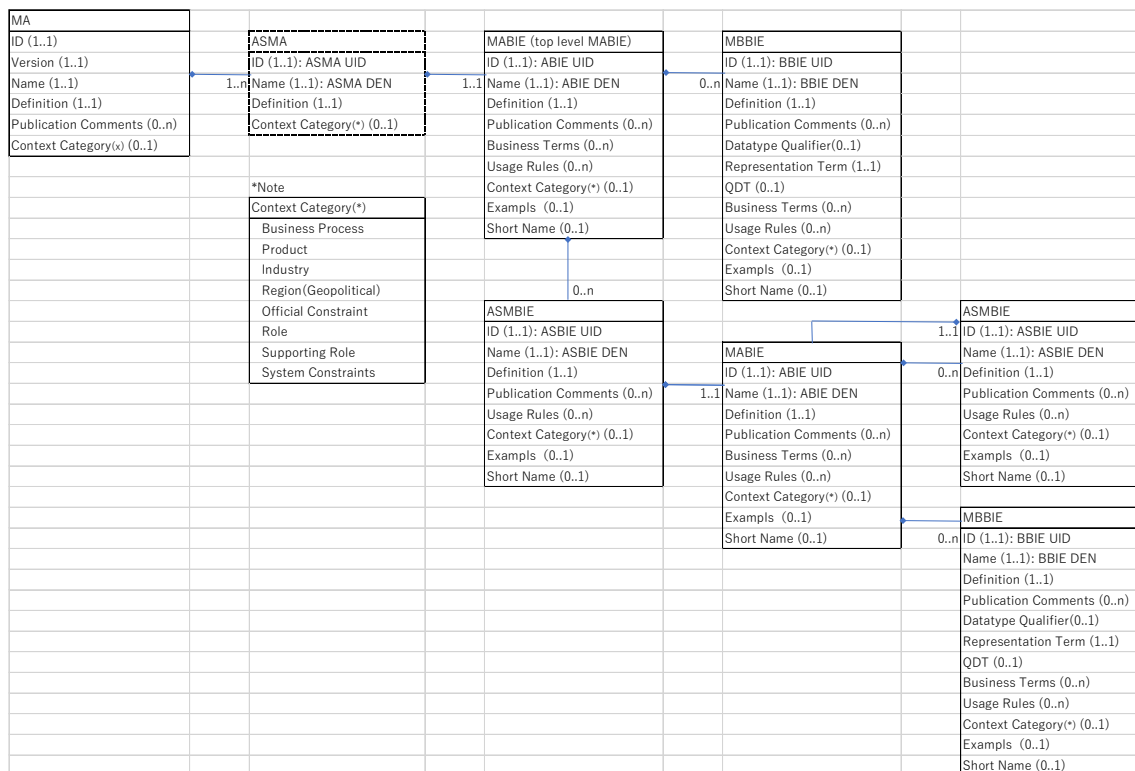 MA
ID (1..1)
Version (1..1)
Name (1..1)
Definition (1..1)
Publication Comments (0..n)
Context Category(x) (0..1)
1..n
ASMA
ID (1..1): ASMA UID
Name (1..1): ASMA DEN
Definition (1..1)
Context Category(*) (0..1)
*Note
Context Category(*)
Business Process
Product
Industry
Region(Geopolitical)
Official Constraint
Role
Supporting Role
System Constraints
1..1
MABIE (top level MABIE)
ID (1..1): ABIE UID
Name (1..1): ABIE DEN
Definition (1..1)
Publication Comments (0..n)
Business Terms (0..n)
Usage Rules (0..n)
Context Category(*) (0..1)
Exampls (0..1)
Short Name (0..1)
0..n
MBBIE
ID (1..1): BBIE UID
Name (1..1): BBIE DEN
Definition (1..1)
Publication Comments (0..n)
Datatype Qualifier(0..1)
Representation Term (1..1)
QDT (0..1)
Business Terms (0..n)
Usage Rules (0..n)
Context Category(*) (0..1)
Exampls (0..1)
Short Name (0..1)
0..n
ASMBIE
ID (1..1): ASBIE UID
Name (1..1): ASBIE DEN
Definition (1..1)
Publication Comments (0..n)
Usage Rules (0..n)
Context Category(*) (0..1)
Exampls (0..1)
Short Name (0..1)
1..1
MABIE
ID (1..1): ABIE UID
Name (1..1): ABIE DEN
Definition (1..1)
Publication Comments (0..n)
Business Terms (0..n)
Usage Rules (0..n)
Context Category(*) (0..1)
Exampls (0..1)
Short Name (0..1)
1..1
0..n
ASMBIE
ID (1..1): ASBIE UID
Name (1..1): ASBIE DEN
Definition (1..1)
Publication Comments (0..n)
Usage Rules (0..n)
Context Category(*) (0..1)
Exampls (0..1)
Short Name (0..1)
0..n
MBBIE
ID (1..1): BBIE UID
Name (1..1): BBIE DEN
Definition (1..1)
Publication Comments (0..n)
Datatype Qualifier(0..1)
Representation Term (1..1)
QDT (0..1)
Business Terms (0..n)
Usage Rules (0..n)
Context Category(*) (0..1)
Exampls (0..1)
Short Name (0..1)